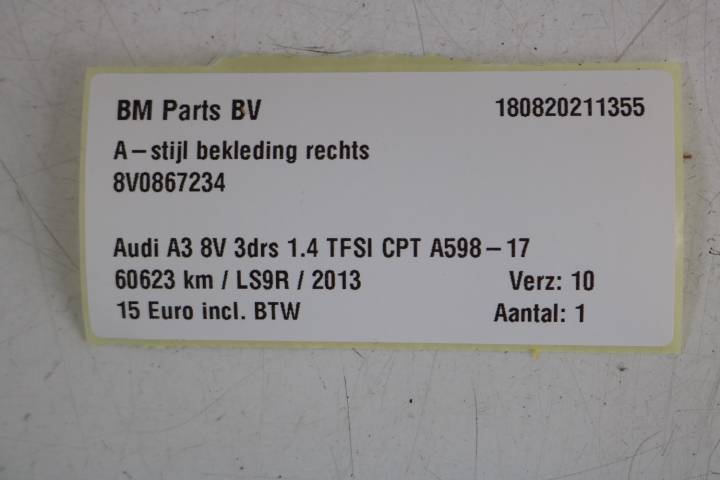 BM Parts BV 180820211355
A-stijl bekleding rechts
8V0867234
Audi A3 8V 3drs 1.4 TFSI CPT A598-17
60623 km / LS9R / 2013 Verz: 10
15 Euro incl. BTW Aantal: 1